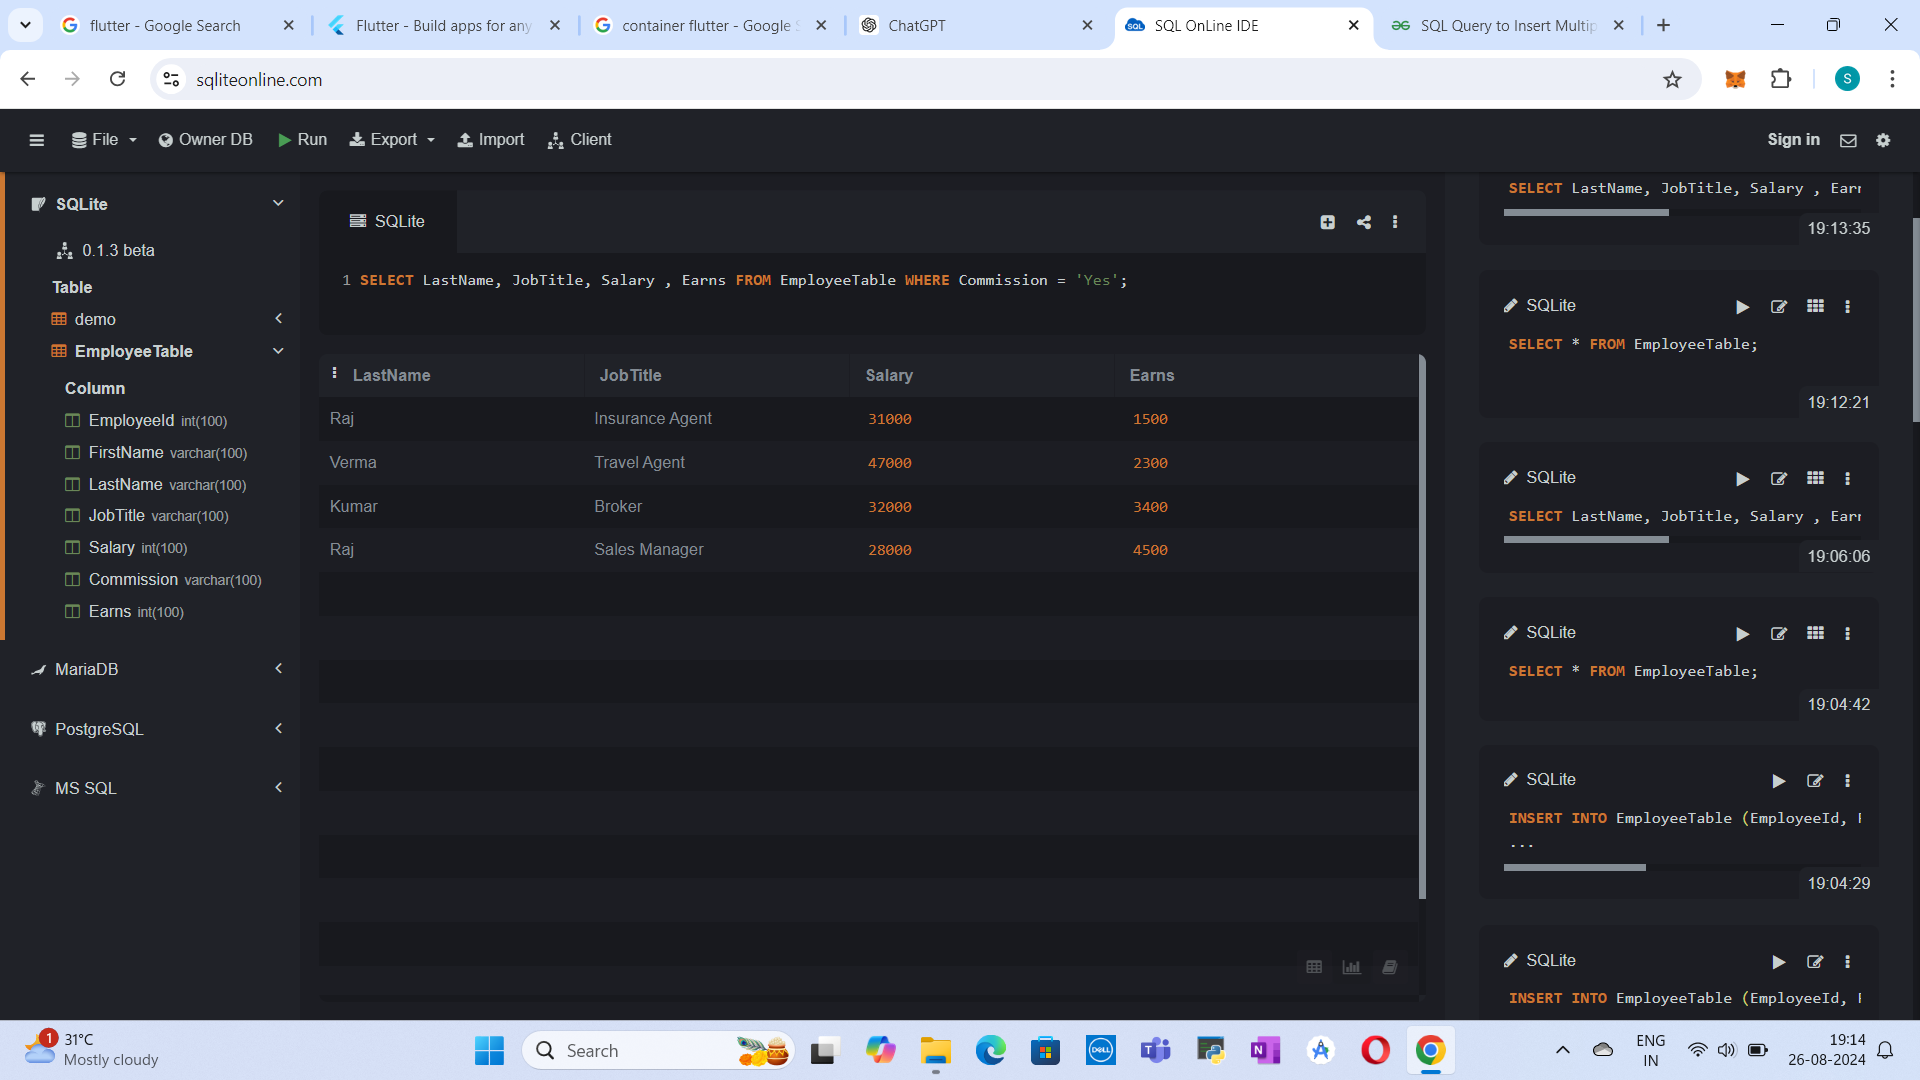 flutter - Google Search
Flutter - Build apps for any
container flutter - Google S
ChatGPT
SQL OnLine IDE
SQL Query to Insert Multip
sqliteonline.com
S
File
Owner DB
Run
Export
Import
Client
Sign in
SQLite
0.1.3 beta
Table
demo
EmployeeTable
Column
EmployeeId int(100)
FirstName varchar(100)
LastName varchar(100)
JobTitle varchar(100)
Salary int(100)
Commission varchar(100)
Earns int(100)
MariaDB
PostgreSQL
MS SQL
SQLite
1 SELECT LastName, JobTitle, Salary , Earns FROM EmployeeTable WHERE Commission = 'Yes';
LastName JobTitle Salary Earns
Raj Insurance Agent 31000 1500
Verma Travel Agent 47000 2300
Kumar Broker 32000 3400
Raj Sales Manager 28000 4500
SELECT LastName, JobTitle, Salary , Earn
19:13:35
SQLite
SELECT * FROM EmployeeTable;
19:12:21
SQLite
SELECT LastName, JobTitle, Salary , Earn
19:06:06
SQLite
SELECT * FROM EmployeeTable;
19:04:42
SQLite
INSERT INTO EmployeeTable (EmployeeId, F
...
19:04:29
SQLite
INSERT INTO EmployeeTable (EmployeeId, F
1
31°C
Mostly cloudy
Search
DELL
ENG
IN
19:14
26-08-2024